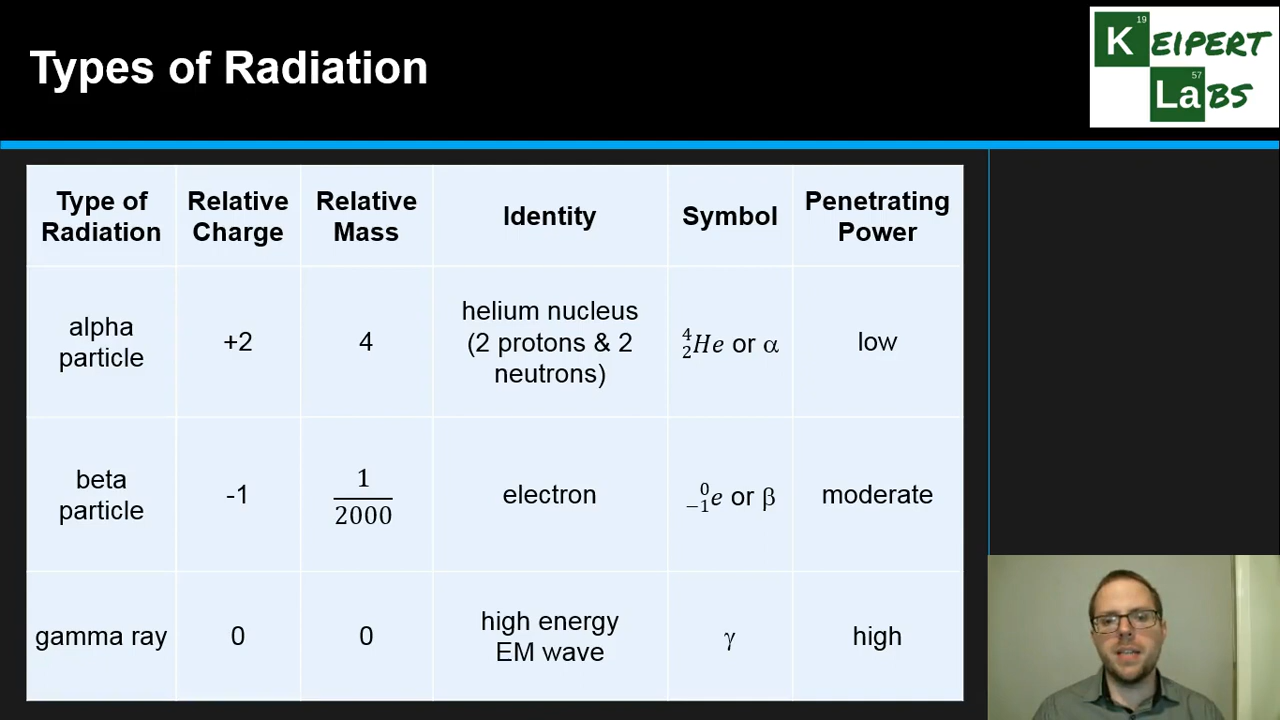 Types of Radiation
19
KEIPERT
57
LaBS
Type of Radiation
Relative Charge
Relative Mass
Identity
Symbol
Penetrating Power
alpha particle
+2
4
helium nucleus
(2 protons & 2
neutrons)
⁴₂He or α
low
beta particle
-1
1
2000
electron
⁰₋₁e or β
moderate
gamma ray
0
0
high energy
EM wave
γ
high